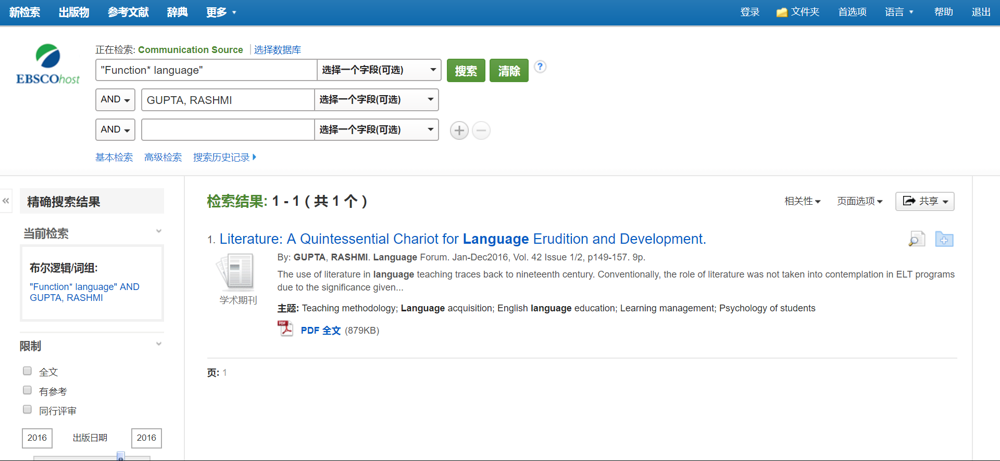 新检索 出版物 参考文献 辞典 更多 登录 文件夹 首选项 语言 帮助 退出
正在检索: Communication Source 选择数据库
EBSCOhost
"Function* language" 选择一个字段(可选) 搜索 清除 ?
AND GUPTA, RASHMI 选择一个字段(可选)
AND 选择一个字段(可选)
基本检索 高级检索 搜索历史记录
«
精确搜索结果
当前检索
布尔逻辑/词组:
"Function* language" AND
GUPTA, RASHMI
限制
全文
有参考
同行评审
2016 出版日期 2016
检索结果: 1 - 1 ( 共 1 个 ) 相关性 页面选项 共享
1. Literature: A Quintessential Chariot for Language Erudition and Development.
By: GUPTA, RASHMI. Language Forum. Jan-Dec2016, Vol. 42 Issue 1/2, p149-157. 9p.
The use of literature in language teaching traces back to nineteenth century. Conventionally, the role of literature was not taken into contemplation in ELT programs
due to the significance given...
学术期刊
主题: Teaching methodology; Language acquisition; English language education; Learning management; Psychology of students
PDF PDF 全文 (879KB)
页: 1